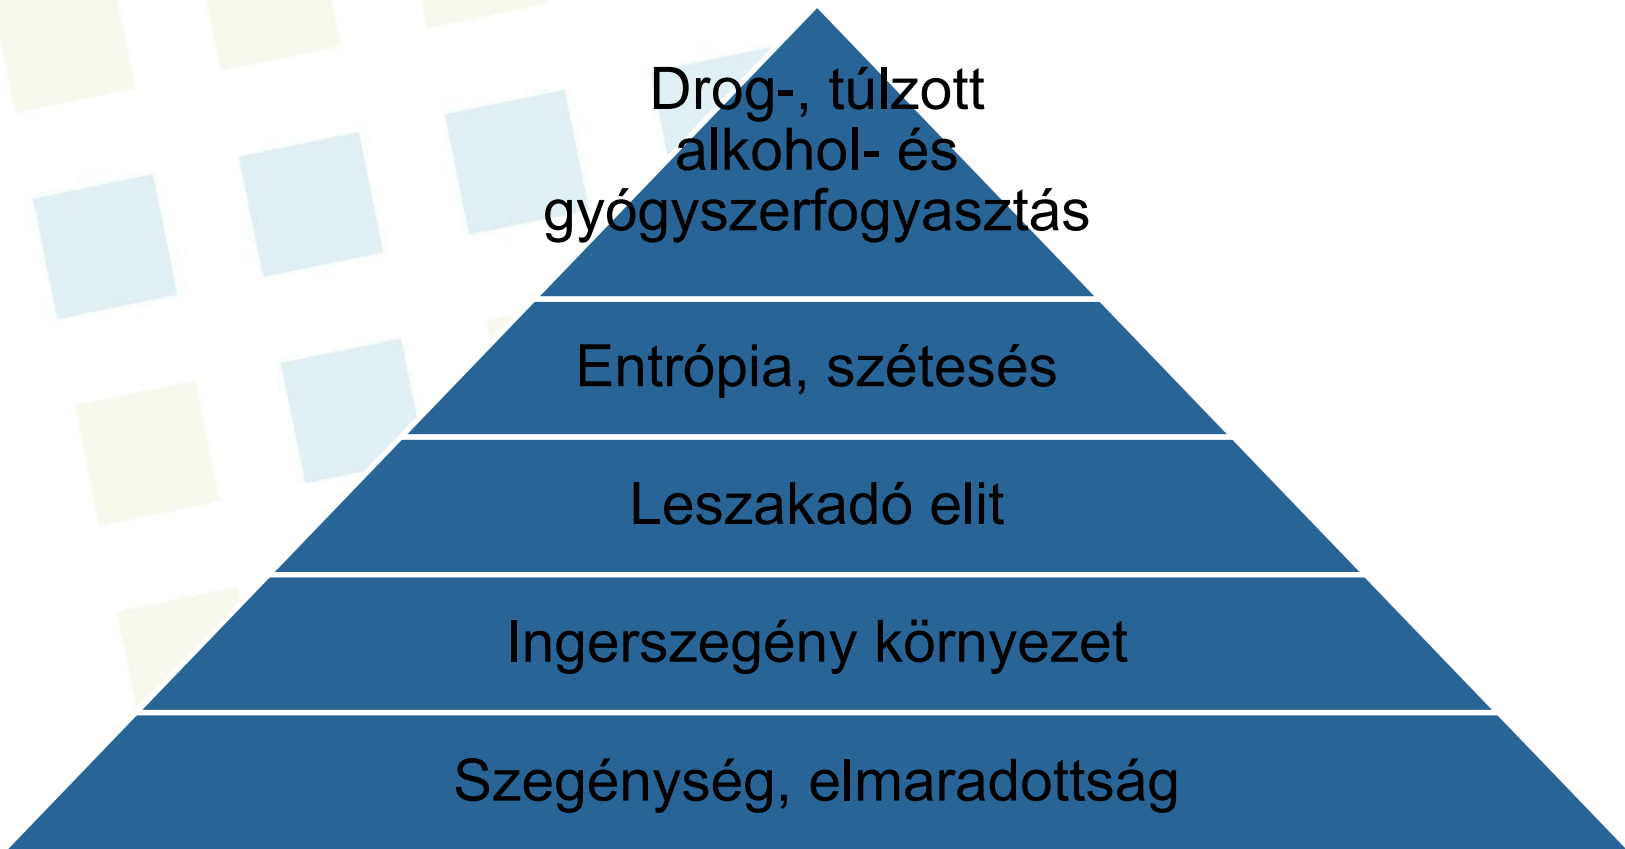 Drog-, túlzott
alkohol- és
gyógyszerfogyasztás
Entrópia, szétesés
Leszakadó elit
Ingerszegény környezet
Szegénység, elmaradottság